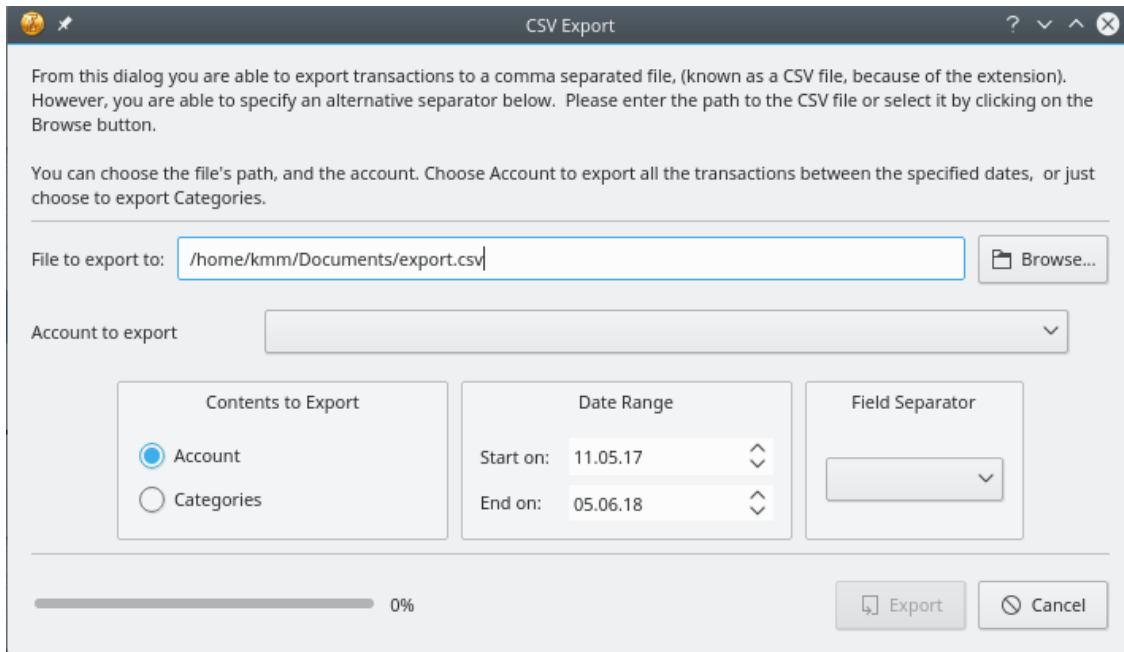 CSV Export
From this dialog you are able to export transactions to a comma separated file, (known as a CSV file, because of the extension).
However, you are able to specify an alternative separator below.  Please enter the path to the CSV file or select it by clicking on the
Browse button.
You can choose the file's path, and the account. Choose Account to export all the transactions between the specified dates,  or just
choose to export Categories.
File to export to: /home/kmm/Documents/export.csv Browse...
Account to export
Contents to Export Date Range Field Separator
Account Start on: 11.05.17
Categories End on: 05.06.18
0% Export Cancel